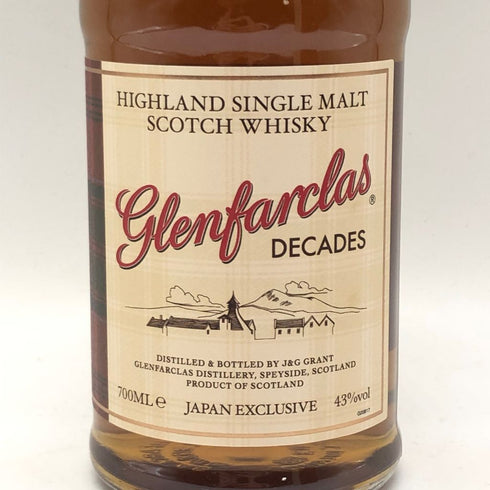 HIGHLAND SINGLE MALT
SCOTCH WHISKY
Glenfarclas®
DECADES
DISTILLED & BOTTLED BY J&G GRANT
GLENFARCLAS DISTILLERY, SPEYSIDE, SCOTLAND
PRODUCT OF SCOTLAND
700ML e JAPAN EXCLUSIVE 43%vol